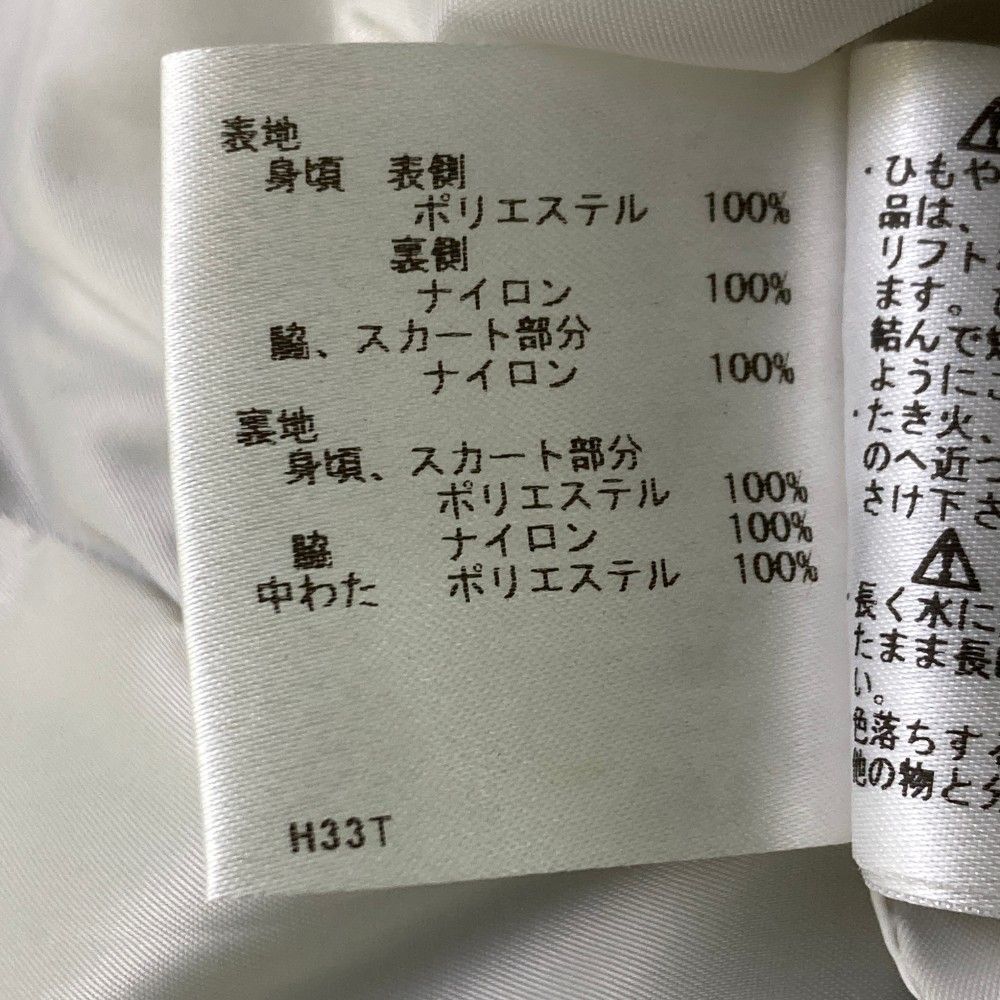 表地
身頃 表側
ポリエステル 100%
裏側
ナイロン 100%
脇、スカート部分
ナイロン 100%
裏地
身頃、スカート部分
ポリエステル 100%
脇 ナイロン 100%
中わた ポリエステル 100%
H33T
・ひもや
品は、
リフト
ます。
結んで
ように
・たき火、
のへ近づ
さけ下さ
・長く水に
たまま長
い。
色落ちする
他の物と分